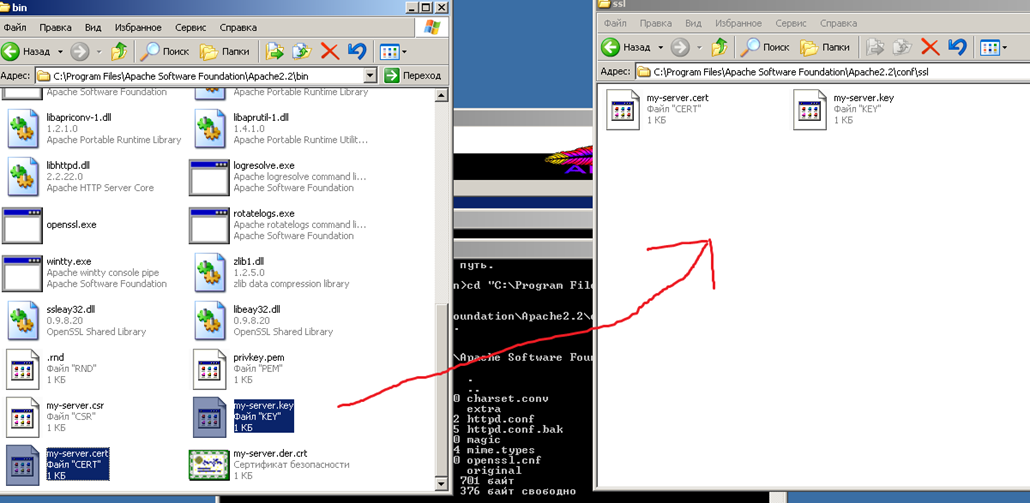 bin
Файл Правка Вид Избранное Сервис Справка
Назад Поиск Папки
Адрес: C:\Program Files\Apache Software Foundation\Apache2.2\bin Переход
Apache Software Foundation
Apache Portable Runtime Library
libapriconv-1.dll
1.2.1.0
Apache Portable Runtime Library
libaprutil-1.dll
1.4.1.0
Apache Portable Runtime Utilit...
libhttpd.dll
2.2.22.0
Apache HTTP Server Core
logresolve.exe
Apache logresolve command li...
Apache Software Foundation
openssl.exe
rotatelogs.exe
Apache rotatelogs command li...
Apache Software Foundation
wintty.exe
Apache wintty console pipe
Apache Software Foundation
zlib1.dll
1.2.5.0
zlib data compression library
ssleay32.dll
0.9.8.20
OpenSSL Shared Library
libeay32.dll
0.9.8.20
OpenSSL Shared Library
.rnd
Файл "RND"
1 КБ
privkey.pem
Файл "PEM"
1 КБ
my-server.csr
Файл "CSR"
1 КБ
my-server.key
Файл "KEY"
1 КБ
my-server.cert
Файл "CERT"
1 КБ
my-server.der.crt
Сертификат безопасности
1 КБ
путь.
n>cd "C:\Program File
oundation\Apache2.2\
\Apache Software Foun
.
..
0 charset.conv
extra
2 httpd.conf
5 httpd.conf.bak
0 magic
4 mime.types
0 openssl.cnf
original
701 байт
376 байт свободно
ssl
Файл Правка Вид Избранное Сервис Справка
Назад Поиск Папки
Адрес: C:\Program Files\Apache Software Foundation\Apache2.2\conf\ssl
my-server.cert
Файл "CERT"
1 КБ
my-server.key
Файл "KEY"
1 КБ